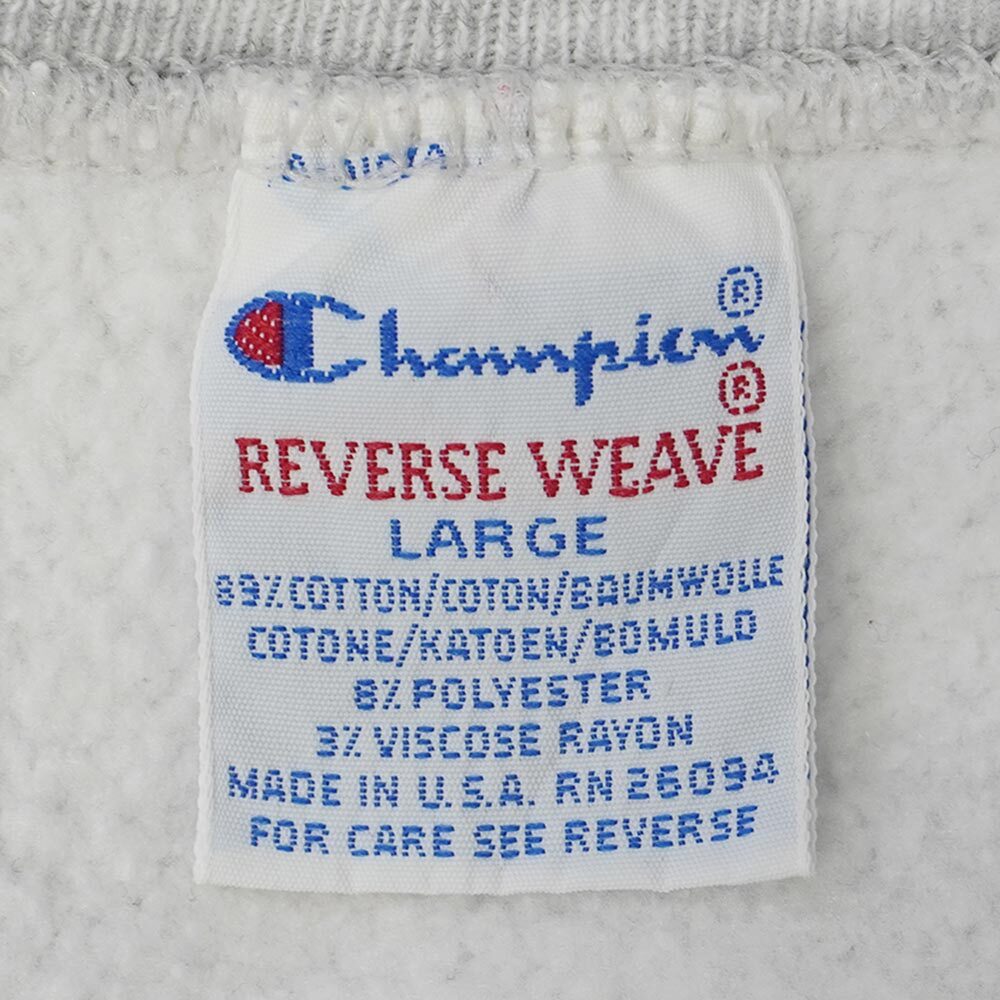 Champion®
®
REVERSE WEAVE
LARGE
89% COTTON/COTON/BAUMWOLLE
COTONE/KATOEN/BOMULD
8% POLYESTER
3% VISCOSE RAYON
MADE IN U.S.A. RN 26094
FOR CARE SEE REVERSE